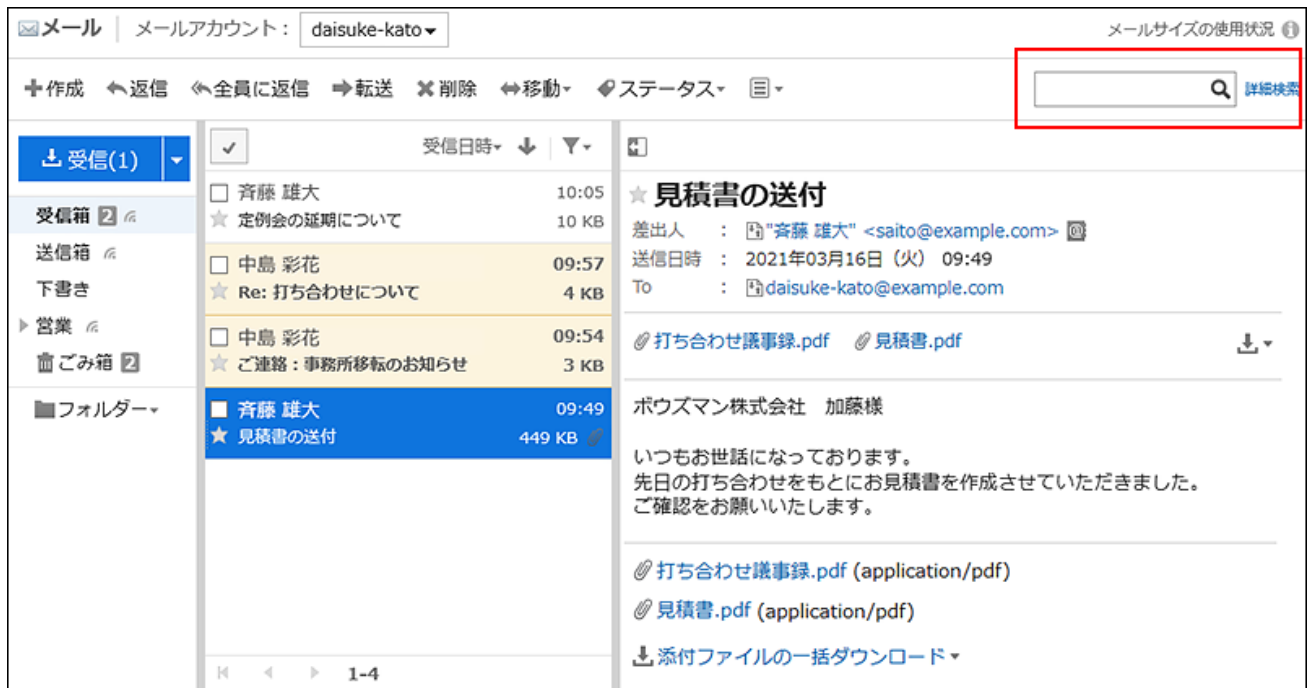 メール メールアカウント： daisuke-kato メールサイズの使用状況
作成 返信 全員に返信 転送 削除 移動 ステータス 詳細検索
受信(1)
受信箱 2
送信箱
下書き
営業
ごみ箱 2
フォルダー
受信日時
斉藤 雄大 10:05
定例会の延期について 10 KB
中島 彩花 09:57
Re: 打ち合わせについて 4 KB
中島 彩花 09:54
ご連絡：事務所移転のお知らせ 3 KB
斉藤 雄大 09:49
見積書の送付 449 KB
1-4
見積書の送付
差出人 ： "斉藤 雄大" <saito@example.com>
送信日時 ： 2021年03月16日（火） 09:49
To ： daisuke-kato@example.com
打ち合わせ議事録.pdf 見積書.pdf
ボウズマン株式会社　加藤様
いつもお世話になっております。
先日の打ち合わせをもとにお見積書を作成させていただきました。
ご確認をお願いいたします。
打ち合わせ議事録.pdf (application/pdf)
見積書.pdf (application/pdf)
添付ファイルの一括ダウンロード